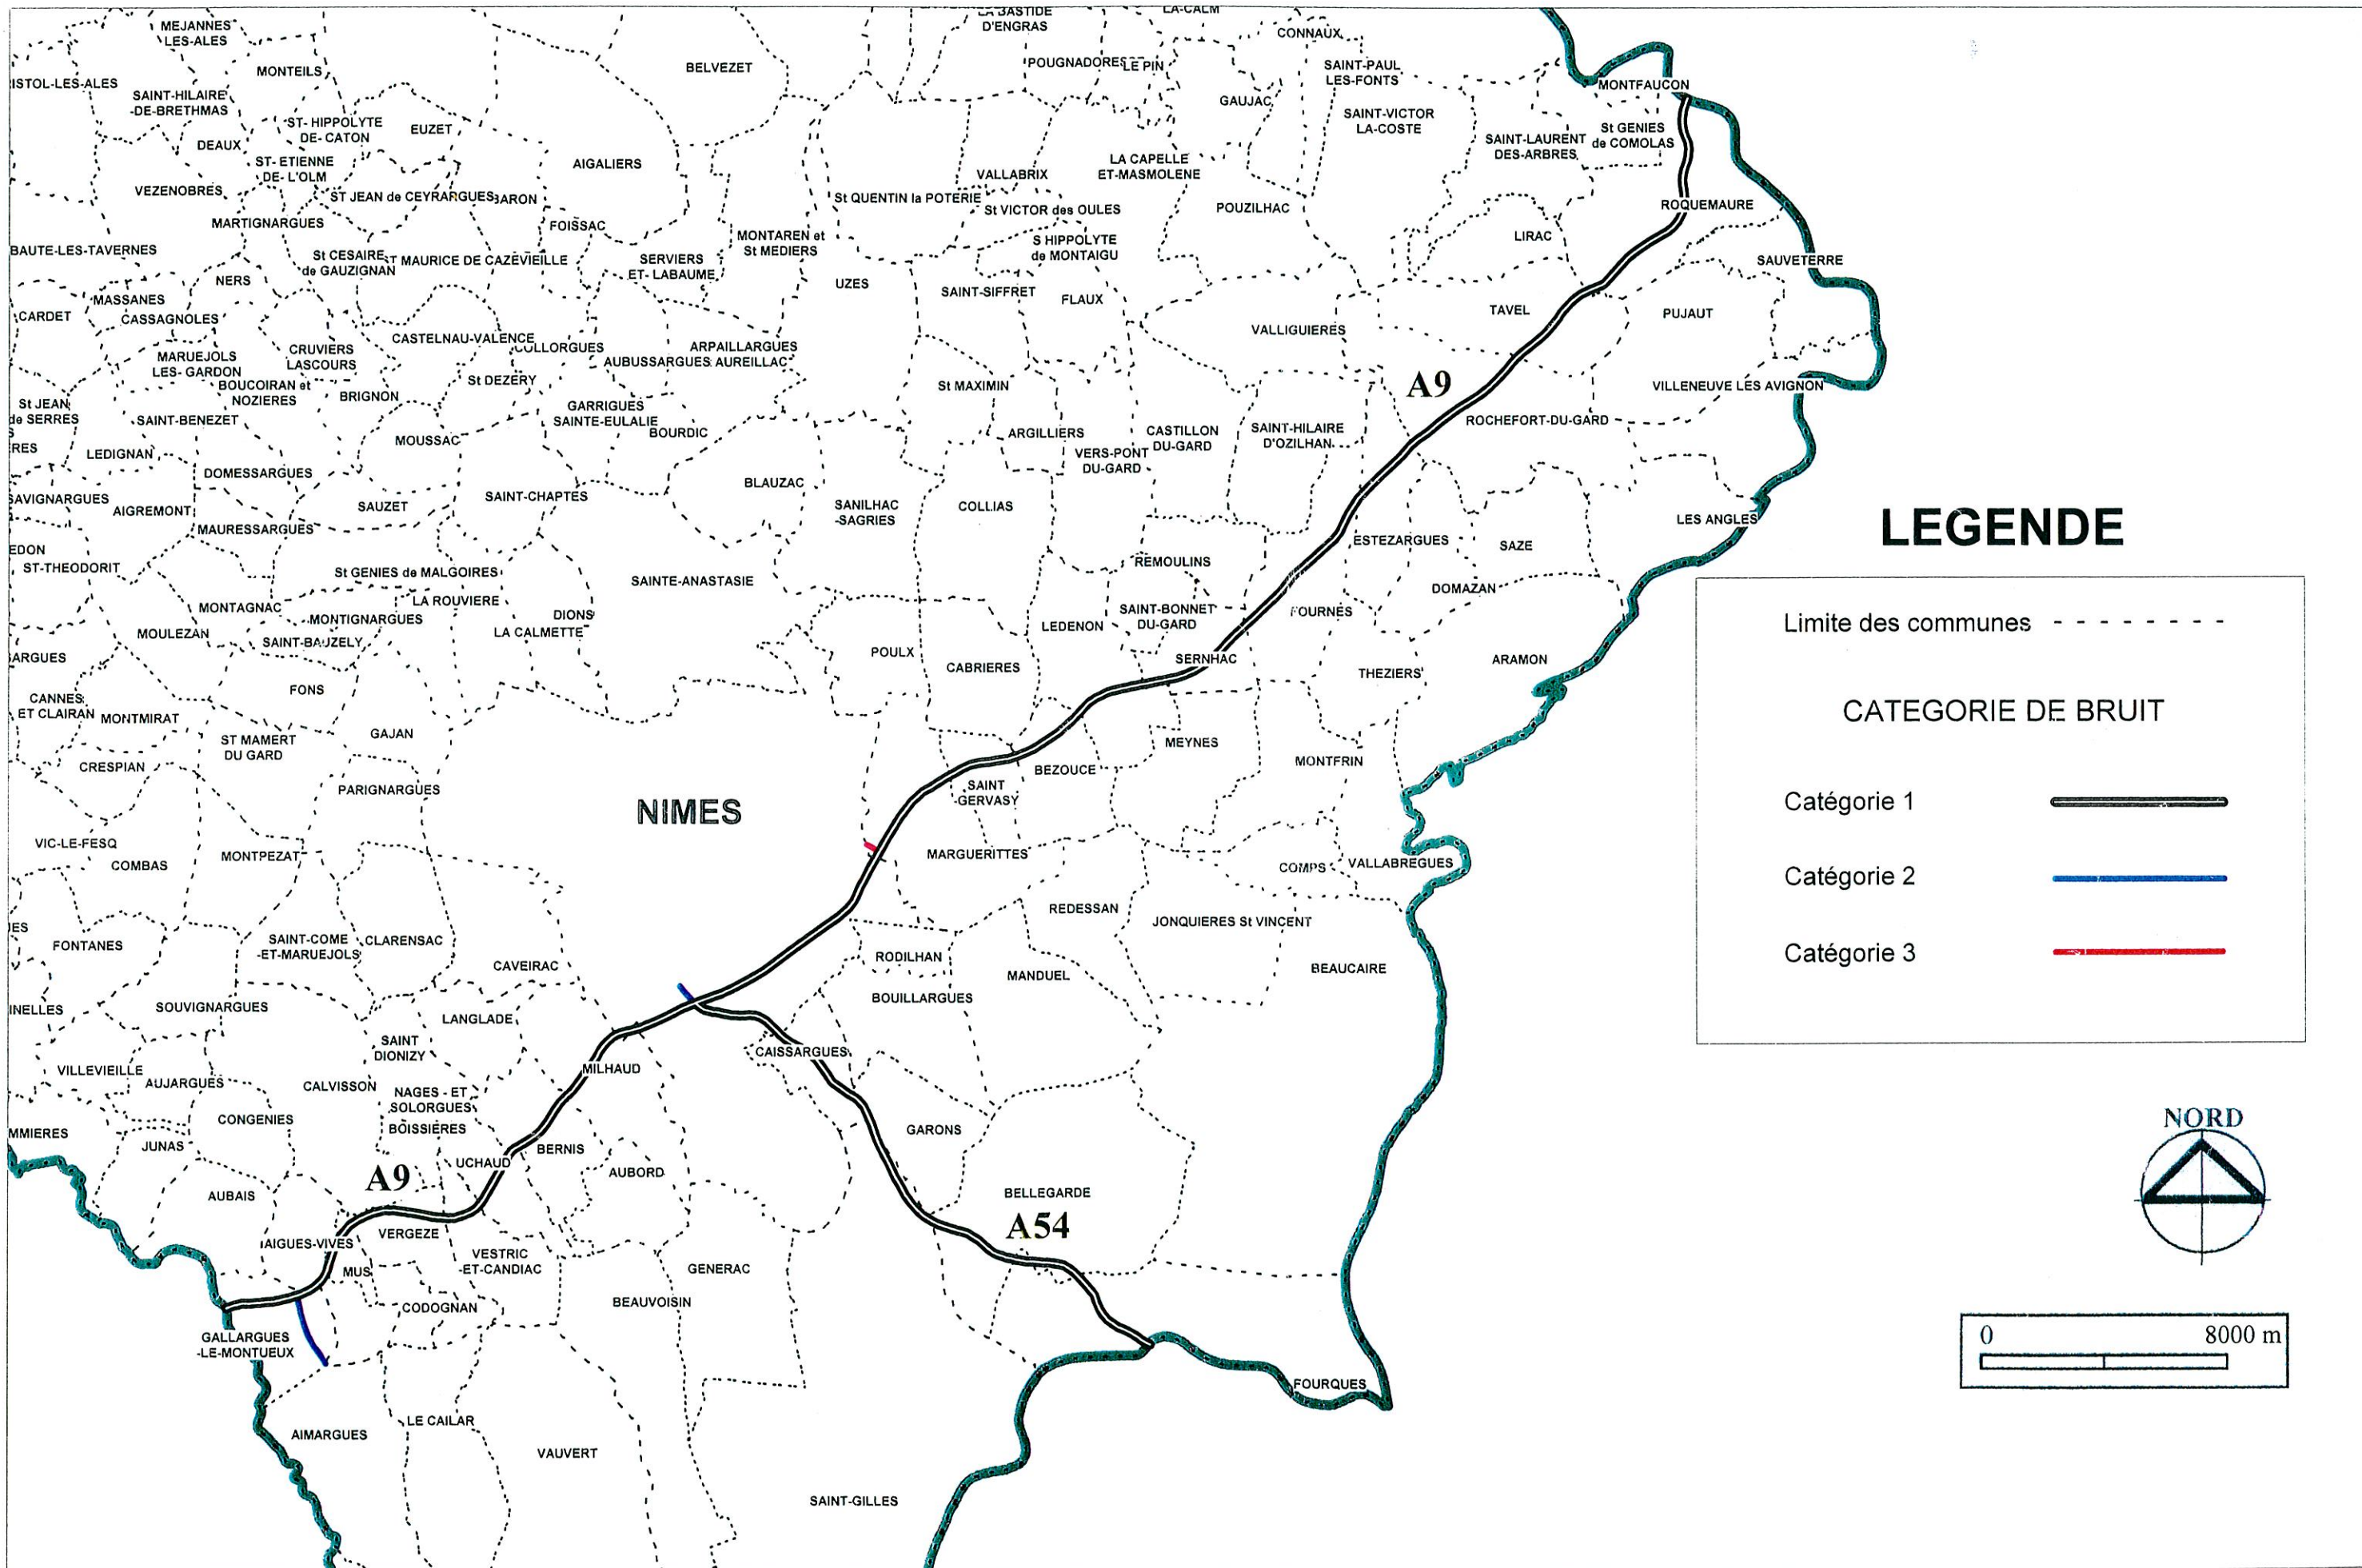 MEJANNES
LES-ALES
LA BASTIDE
D'ENGRAS
LA-CALM
CONNAUX
MONTEILS
BELVEZET
POUGNADORES
LE PIN
SAINT-PAUL
LES-FONTS
MONTFAUCON
ISTOL-LES-ALES
SAINT-HILAIRE
-DE-BRETHMAS
GAUJAC
SAINT-VICTOR
LA-COSTE
ST- HIPPOLYTE
DE- CATON
EUZET
SAINT-LAURENT
DES-ARBRES
St GENIES
de COMOLAS
DEAUX
ST- ETIENNE
DE- L'OLM
AIGALIERS
LA CAPELLE
ET-MASMOLENE
VALLABRIX
VEZENOBRES
ST JEAN de CEYRARGUES
BARON
St QUENTIN la POTERIE
St VICTOR des OULES
POUZILHAC
ROQUEMAURE
MARTIGNARGUES
FOISSAC
MONTAREN et
St MEDIERS
S HIPPOLYTE
de MONTAIGU
LIRAC
BAUTE-LES-TAVERNES
St CESAIRE
de GAUZIGNAN
ST MAURICE DE CAZEVIEILLE
SERVIERS
ET- LABAUME
SAUVETERRE
NERS
UZES
SAINT-SIFFRET
FLAUX
MASSANES
CARDET
CASSAGNOLES
TAVEL
PUJAUT
VALLIGUIERES
CASTELNAU-VALENCE
COLLORGUES
ARPAILLARGUES
AUREILLAC
AUBUSSARGUES
MARUEJOLS
LES- GARDON
CRUVIERS
LASCOURS
BOUCOIRAN et
NOZIERES
BRIGNON
St DEZERY
St MAXIMIN
A9
VILLENEUVE LES AVIGNON
St JEAN
de SERRES
SAINT-BENEZET
GARRIGUES
SAINTE-EULALIE
BOURDIC
ARGILLIERS
CASTILLON
DU-GARD
SAINT-HILAIRE
D'OZILHAN
ROCHEFORT-DU-GARD
S
RES
LEDIGNAN
MOUSSAC
VERS-PONT
DU-GARD
DOMESSARGUES
BLAUZAC
SAVIGNARGUES
AIGREMONT
SAUZET
SAINT-CHAPTES
SANILHAC
-SAGRIES
COLLIAS
LES ANGLES
LEGENDE
MAURESSARGUES
ESTEZARGUES
SAZE
EDON
ST-THEODORIT
St GENIES de MALGOIRES
SAINTE-ANASTASIE
REMOULINS
DOMAZAN
MONTAGNAC
LA ROUVIERE
MONTIGNARGUES
DIONS
SAINT-BONNET
DU-GARD
FOURNES
MOULEZAN
SAINT-BAUZELY
LA CALMETTE
LEDENON
Limite des communes
ARGUES
POULX
CABRIERES
SERNHAC
THEZIERS
ARAMON
FONS
CANNES
ET CLAIRAN
MONTMIRAT
CATEGORIE DE BRUIT
ST MAMERT
DU GARD
GAJAN
MEYNES
CRESPIAN
BEZOUCE
MONTFRIN
PARIGNARGUES
SAINT
-GERVASY
Catégorie 1
NIMES
VIC-LE-FESQ
COMBAS
MONTPEZAT
MARGUERITTES
COMPS
VALLABREGUES
Catégorie 2
REDESSAN
JONQUIERES St VINCENT
ES
FONTANES
SAINT-COME
-ET-MARUEJOLS
CLARENSAC
CAVEIRAC
RODILHAN
MANDUEL
BEAUCAIRE
Catégorie 3
BOUILLARGUES
INELLES
SOUVIGNARGUES
LANGLADE
SAINT
DIONIZY
CAISSARGUES
VILLEVIEILLE
AUJARGUES
CALVISSON
MILHAUD
NAGES - ET
SOLORGUES
MMIERES
CONGENIES
BOISSIERES
GARONS
NORD
JUNAS
UCHAUD
BERNIS
A9
AUBORD
AUBAIS
BELLEGARDE
A54
AIGUES-VIVES
VERGEZE
VESTRIC
-ET-CANDIAC
MUS
GENERAC
CODOGNAN
BEAUVOISIN
GALLARGUES
-LE-MONTUEUX
0 8000 m
FOURQUES
AIMARGUES
LE CAILAR
VAUVERT
SAINT-GILLES